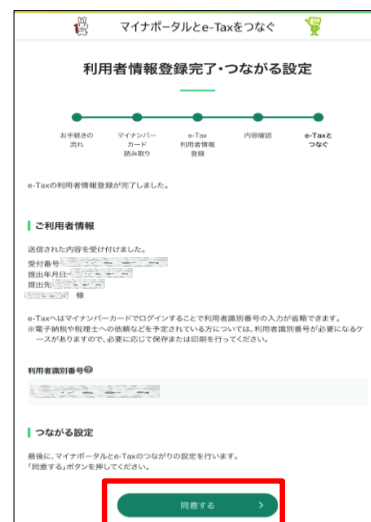 マイナポータルとe-Taxをつなぐ
利用者情報登録完了・つながる設定
お手続きの
流れ
マイナンバー
カード
読み取り
e-Tax
利用者情報
登録
内容確認
e-Taxと
つなぐ
e-Taxの利用者情報登録が完了しました。
ご利用者情報
送信された内容を受け付けました。
受付番号
提出年月日
提出先
様
e-Taxへはマイナンバーカードでログインすることで利用者識別番号の入力が省略できます。
※電子納税や税理士への依頼などを予定されている方については、利用者識別番号が必要になるケ
ースがありますので、必要に応じて保存または印刷を行ってください。
利用者識別番号?
つながる設定
最後に、マイナポータルとe-Taxのつながりの設定を行います。
「同意する」ボタンを押してください。
同意する